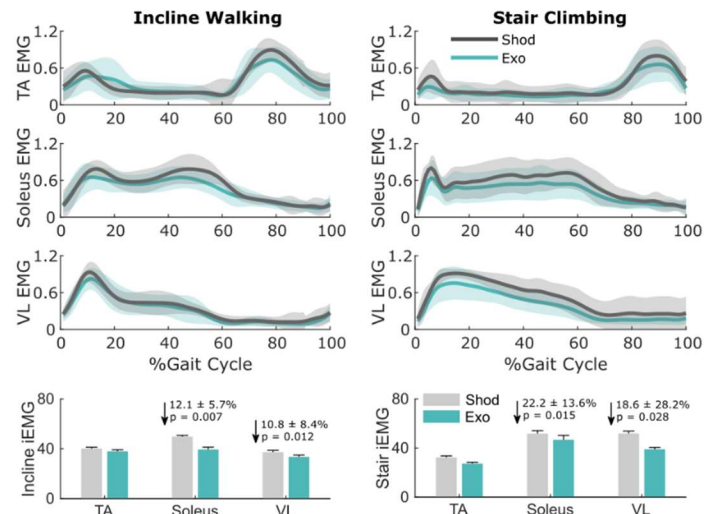 Incline Walking
TA EMG
1.2
0.6
0
0 20 40 60 80 100
Soleus EMG
1.2
0.6
0
0 20 40 60 80 100
VL EMG
1.2
0.6
0
0 20 40 60 80 100
%Gait Cycle
Stair Climbing
Shod
Exo
TA EMG
1.2
0.6
0
0 20 40 60 80 100
Soleus EMG
1.2
0.6
0
0 20 40 60 80 100
VL EMG
1.2
0.6
0
0 20 40 60 80 100
%Gait Cycle
Incline iEMG
80
40
0
12.1 ± 5.7%
p = 0.007
10.8 ± 8.4%
p = 0.012
TA Soleus VL
Stair iEMG
80
40
0
Shod
Exo
22.2 ± 13.6%
p = 0.015
18.6 ± 28.2%
p = 0.028
TA Soleus VL